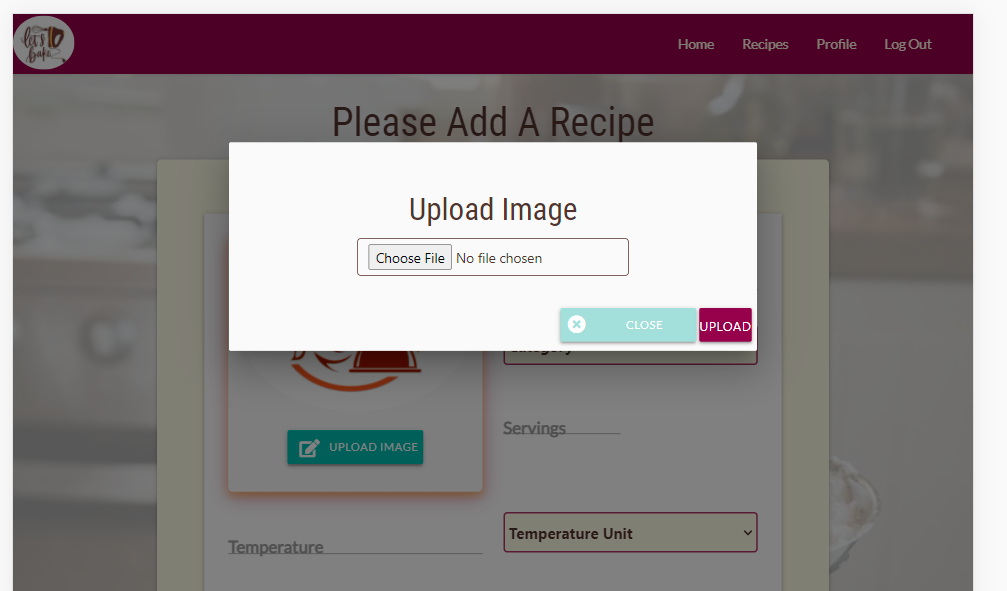 let's
bake
Home Recipes Profile Log Out
Please Add A Recipe
Upload Image
Choose File No file chosen
CLOSE UPLOAD
Category
UPLOAD IMAGE
Servings
Temperature
Temperature Unit